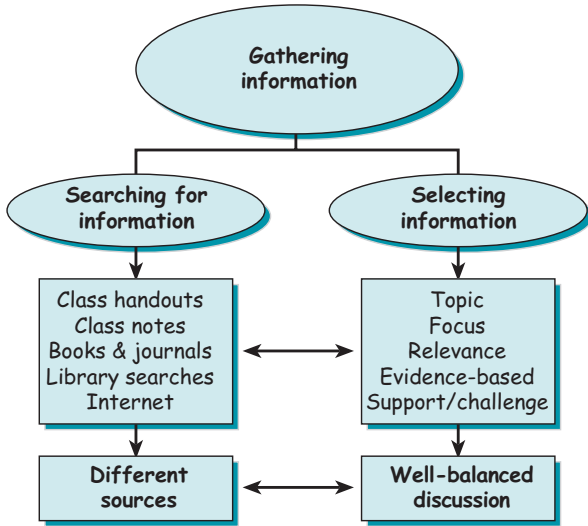 Gathering
information
Searching for
information
Selecting
information
Class handouts
Class notes
Books & journals
Library searches
Internet
Topic
Focus
Relevance
Evidence-based
Support/challenge
Different
sources
Well-balanced
discussion